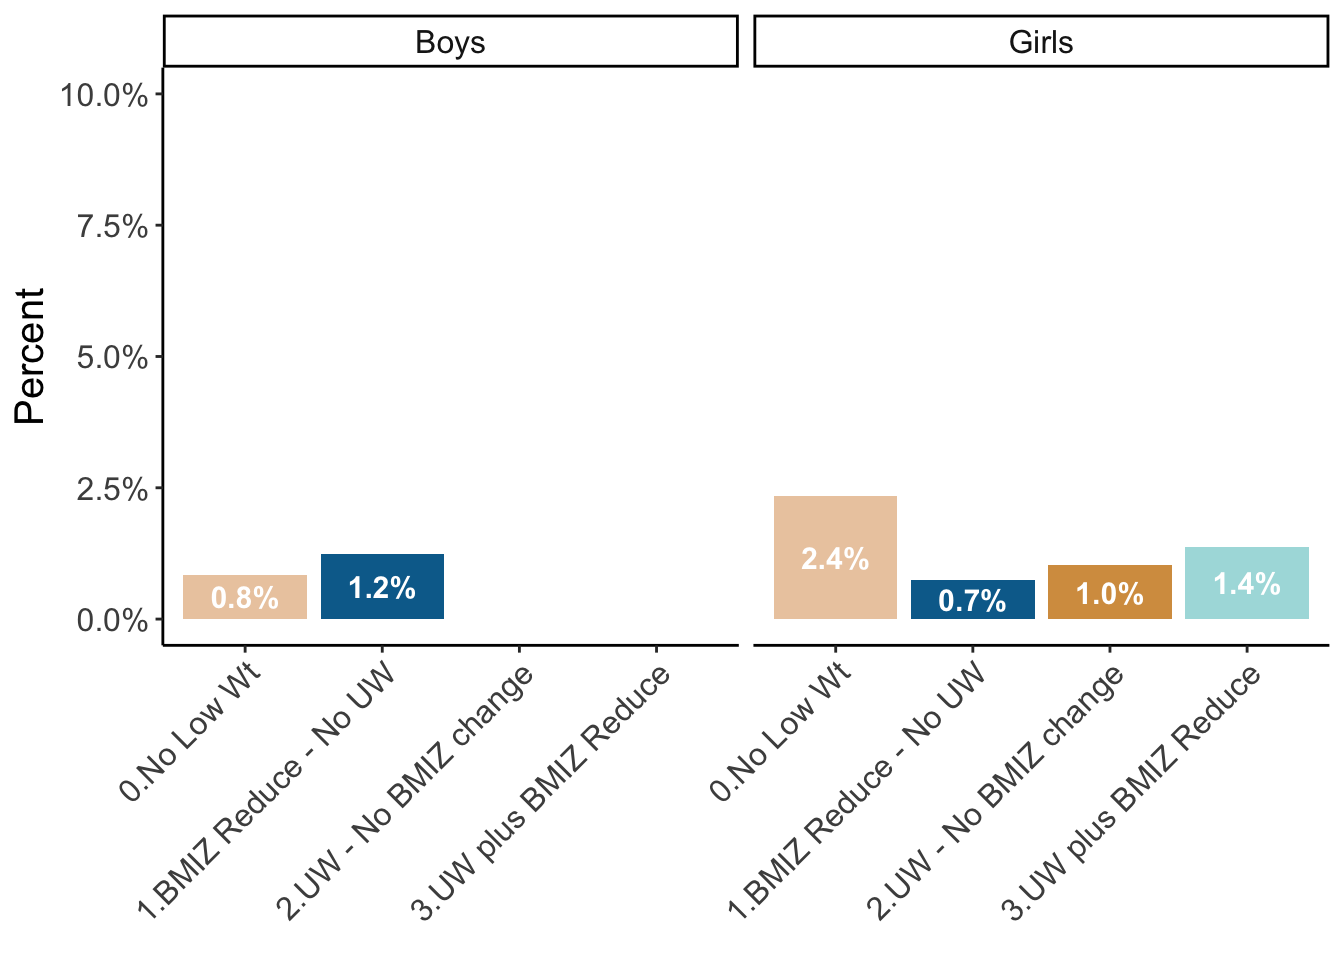 Boys
Girls
Percent
10.0%
7.5%
5.0%
2.5%
0.0%
0.8%
1.2%
2.4%
0.7%
1.0%
1.4%
0.No Low Wt
1.BMIZ Reduce - No UW
2.UW - No BMIZ change
3.UW plus BMIZ Reduce
0.No Low Wt
1.BMIZ Reduce - No UW
2.UW - No BMIZ change
3.UW plus BMIZ Reduce